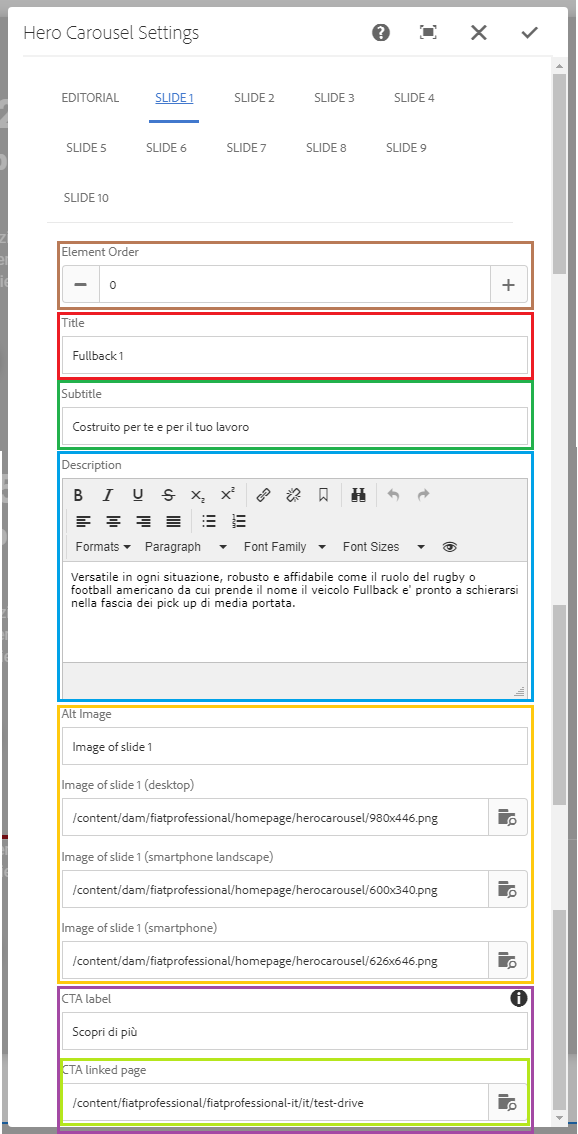 Hero Carousel Settings
EDITORIAL SLIDE 1 SLIDE 2 SLIDE 3 SLIDE 4
SLIDE 5 SLIDE 6 SLIDE 7 SLIDE 8 SLIDE 9
SLIDE 10
Element Order
0
Title
Fullback 1
Subtitle
Costruito per te e per il tuo lavoro
Description
Formats Paragraph Font Family Font Sizes
Versatile in ogni situazione, robusto e affidabile come il ruolo del rugby o
football americano da cui prende il nome il veicolo Fullback e' pronto a schierarsi
nella fascia dei pick up di media portata.
Alt Image
Image of slide 1
Image of slide 1 (desktop)
/content/dam/fiatprofessional/homepage/herocarousel/980x446.png
Image of slide 1 (smartphone landscape)
/content/dam/fiatprofessional/homepage/herocarousel/600x340.png
Image of slide 1 (smartphone)
/content/dam/fiatprofessional/homepage/herocarousel/626x646.png
CTA label
Scopri di più
CTA linked page
/content/fiatprofessional/fiatprofessional-it/it/test-drive